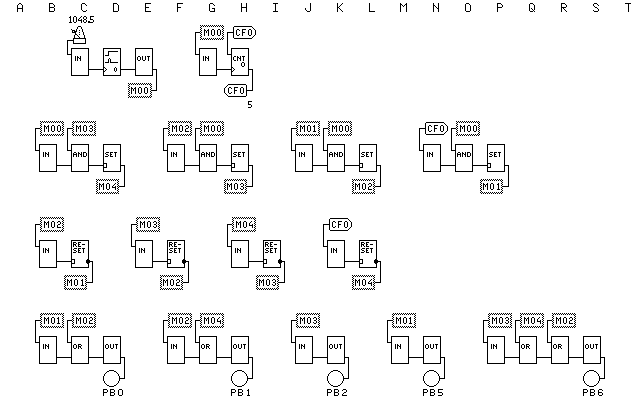 A B C D E F G H I J K L M N O P Q R S T
1048.5 M00 CF0
IN 0 OUT IN CNT 0
M00 CF0
5
M00 M03 M02 M00 M01 M00 CF0 M00
IN AND SET IN AND SET IN AND SET IN OR SET
M04 M03 M02 M01
M02 M03 M04 CF0
IN RE-SET IN RE-SET IN RE-SET IN RE-SET
M01 M02 M03 M04
M01 M02 M02 M04 M03 M01 M03 M04 M02
IN OR OUT IN OR OUT IN OUT IN OUT IN OR OR OUT
PB0 PB1 PB2 PB5 PB6